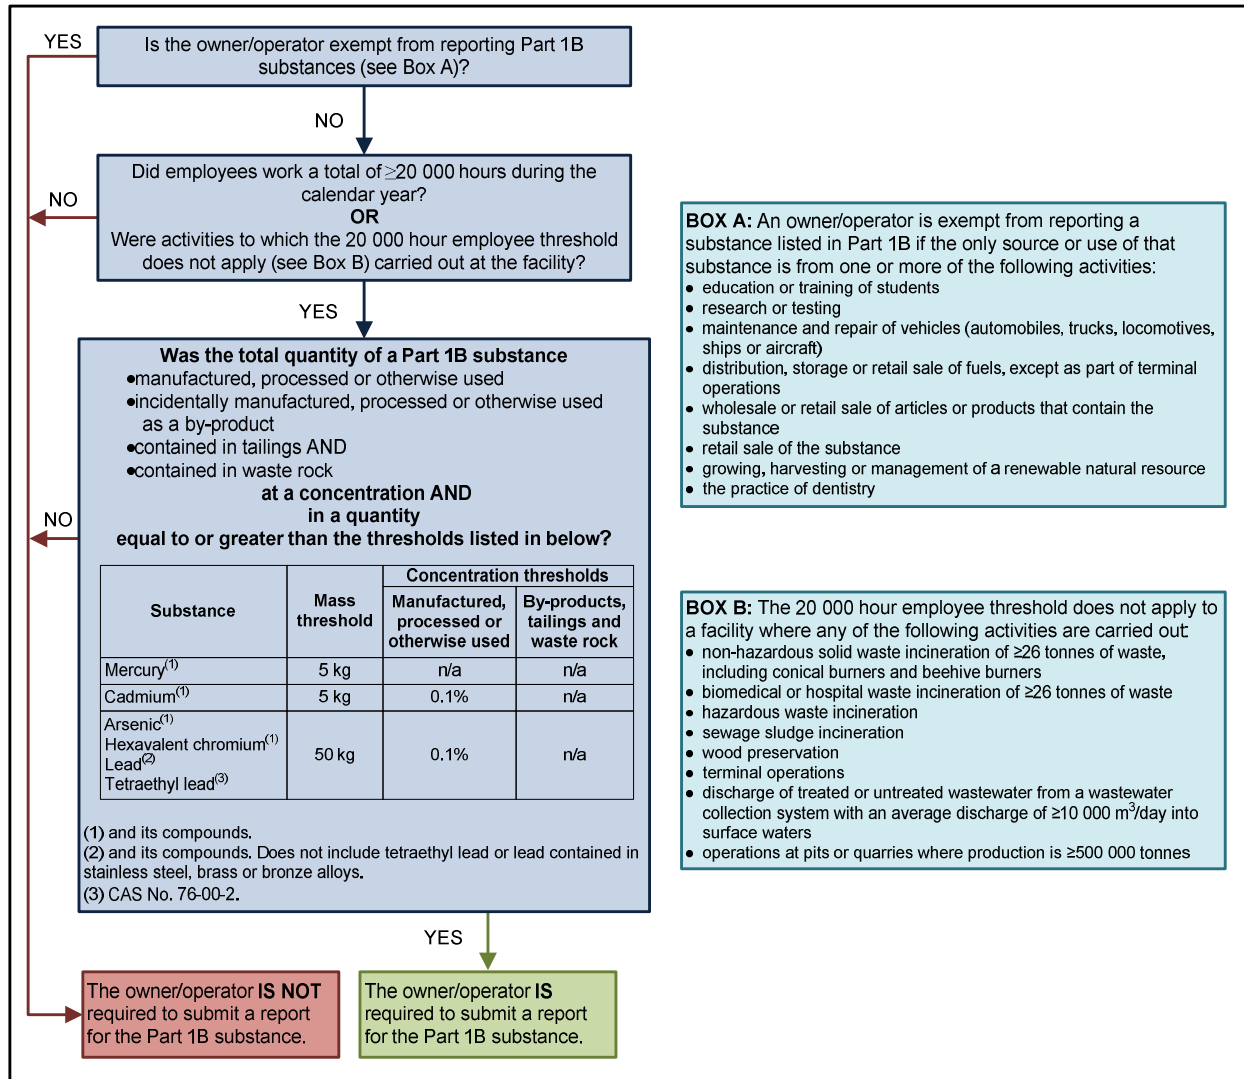 YES
Is the owner/operator exempt from reporting Part 1B
substances (see Box A)?
NO
Did employees work a total of ≥20 000 hours during the
calendar year?
OR
Were activities to which the 20 000 hour employee threshold
does not apply (see Box B) carried out at the facility?
NO
YES
Was the total quantity of a Part 1B substance
•manufactured, processed or otherwise used
•incidentally manufactured, processed or otherwise used
as a by-product
•contained in tailings AND
•contained in waste rock
at a concentration AND
in a quantity
equal to or greater than the thresholds listed in below?
NO
Substance
Mass
threshold
Concentration thresholds
Manufactured,
processed or
otherwise used
By-products,
tailings and
waste rock
Mercury(1) 5 kg n/a n/a
Cadmium(1) 5 kg 0.1% n/a
Arsenic(1)
Hexavalent chromium(1)
Lead(2)
Tetraethyl lead(3)
50 kg 0.1% n/a
(1) and its compounds.
(2) and its compounds. Does not include tetraethyl lead or lead contained in
stainless steel, brass or bronze alloys.
(3) CAS No. 76-00-2.
YES
The owner/operator IS NOT
required to submit a report
for the Part 1B substance.
The owner/operator IS
required to submit a report
for the Part 1B substance.
BOX A: An owner/operator is exempt from reporting a
substance listed in Part 1B if the only source or use of that
substance is from one or more of the following activities:
• education or training of students
• research or testing
• maintenance and repair of vehicles (automobiles, trucks, locomotives,
ships or aircraft)
• distribution, storage or retail sale of fuels, except as part of terminal
operations
• wholesale or retail sale of articles or products that contain the
substance
• retail sale of the substance
• growing, harvesting or management of a renewable natural resource
• the practice of dentistry
BOX B: The 20 000 hour employee threshold does not apply to
a facility where any of the following activities are carried out:
• non-hazardous solid waste incineration of ≥26 tonnes of waste,
including conical burners and beehive burners
• biomedical or hospital waste incineration of ≥26 tonnes of waste
• hazardous waste incineration
• sewage sludge incineration
• wood preservation
• terminal operations
• discharge of treated or untreated wastewater from a wastewater
collection system with an average discharge of ≥10 000 m³/day into
surface waters
• operations at pits or quarries where production is ≥500 000 tonnes